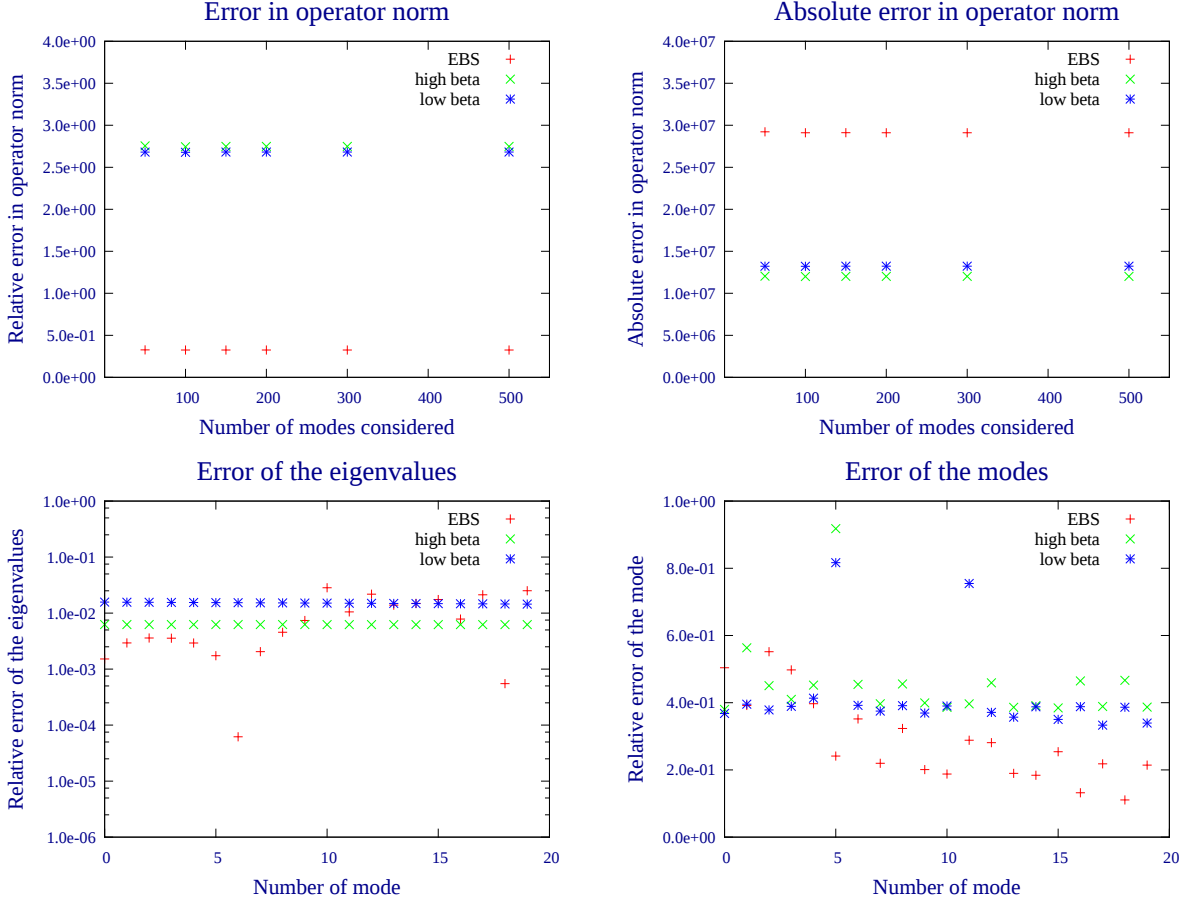 Error in operator norm
4.0e+00
3.5e+00
3.0e+00
2.5e+00
2.0e+00
1.5e+00
1.0e+00
5.0e-01
0.0e+00
Relative error in operator norm
EBS
high beta
low beta
100 200 300 400 500
Number of modes considered
Absolute error in operator norm
4.0e+07
3.5e+07
3.0e+07
2.5e+07
2.0e+07
1.5e+07
1.0e+07
5.0e+06
0.0e+00
Absolute error in operator norm
EBS
high beta
low beta
100 200 300 400 500
Number of modes considered
Error of the eigenvalues
1.0e+00
1.0e-01
1.0e-02
1.0e-03
1.0e-04
1.0e-05
1.0e-06
Relative error of the eigenvalues
EBS
high beta
low beta
0 5 10 15 20
Number of mode
Error of the modes
1.0e+00
8.0e-01
6.0e-01
4.0e-01
2.0e-01
0.0e+00
Relative error of the mode
EBS
high beta
low beta
0 5 10 15 20
Number of mode